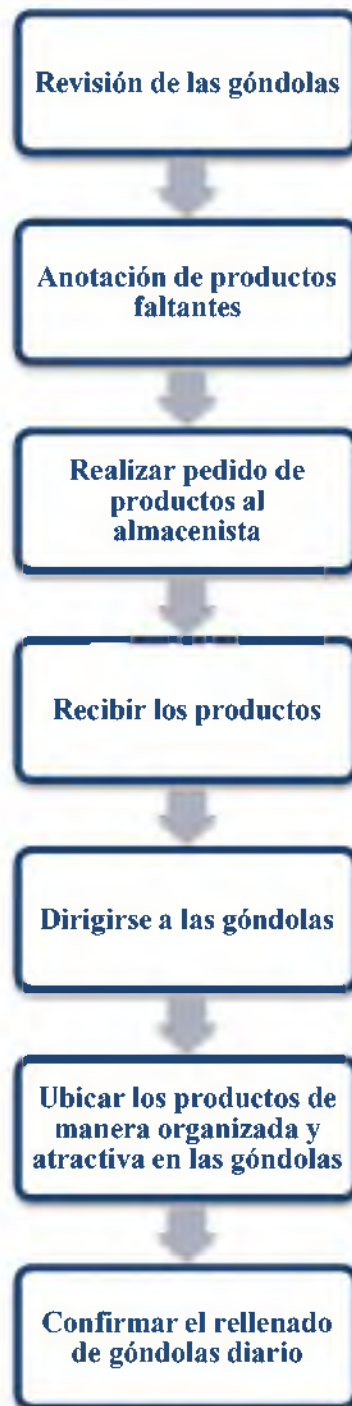 Revisión de las góndolas
Anotación de productos
faltantes
Realizar pedido de
productos al
almacenista
Recibir los productos
Dirigirse a las góndolas
Ubicar los productos de
manera organizada y
atractiva en las góndolas
Confirmar el rellenado
de góndolas diario